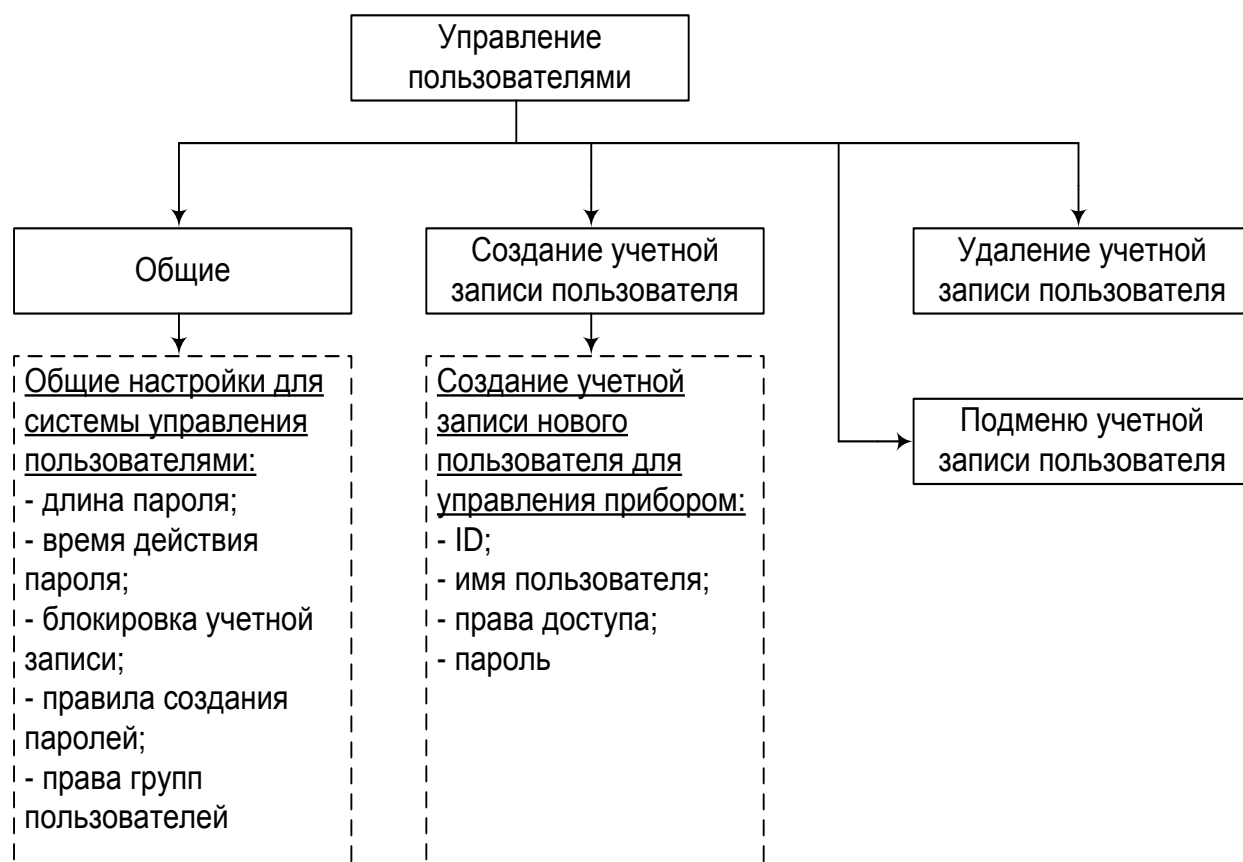 Управление
пользователями
Общие
Создание учетной
записи пользователя
Удаление учетной
записи пользователя
Общие настройки для
системы управления
пользователями:
- длина пароля;
- время действия
пароля;
- блокировка учетной
записи;
- правила создания
паролей;
- права групп
пользователей
Создание учетной
записи нового
пользователя для
управления прибором:
- ID;
- имя пользователя;
- права доступа;
- пароль
Подменю учетной
записи пользователя